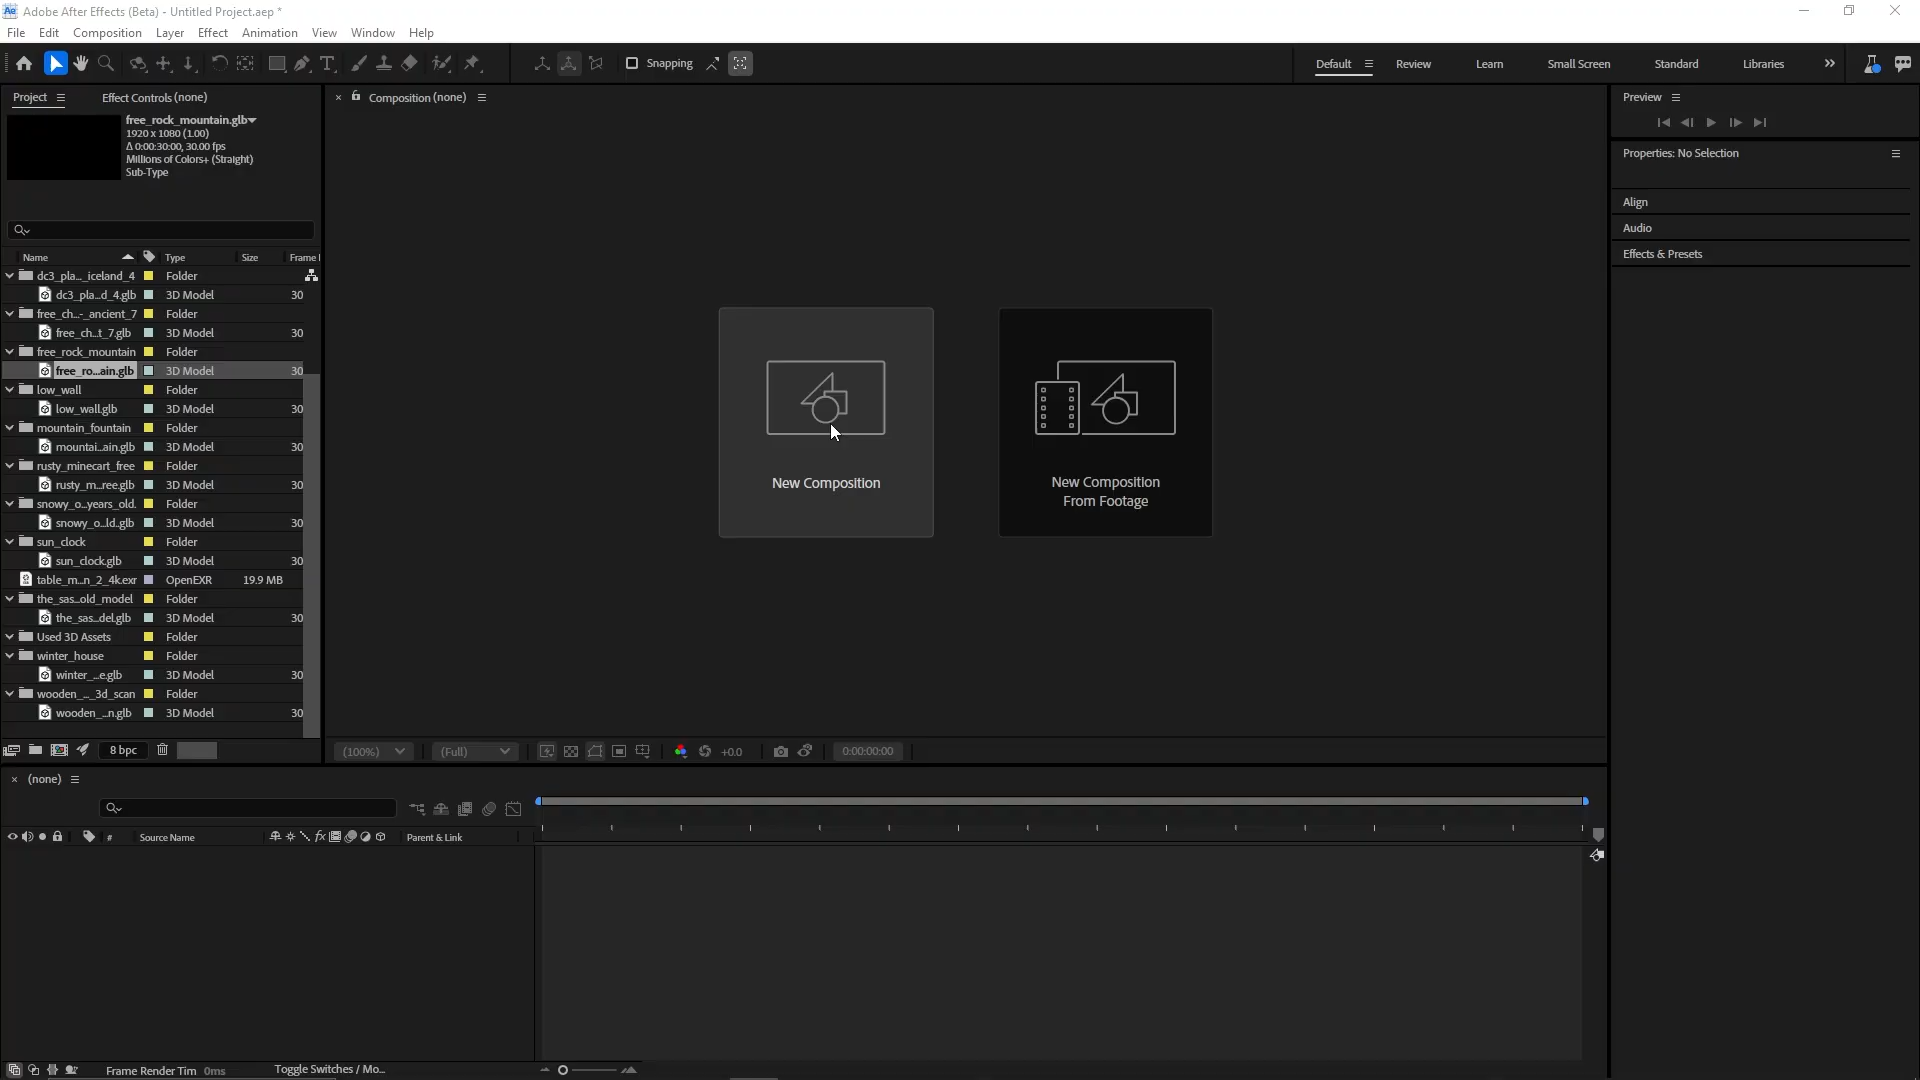 Ae Adobe After Effects (Beta) - Untitled Project.aep *
File Edit Composition Layer Effect Animation View Window Help
Snapping
Default Review Learn Small Screen Standard Libraries
Project Effect Controls (none)
free_rock_mountain.glb
1920 x 1080 (1.00)
Δ 0:00:30:00, 30.00 fps
Millions of Colors+ (Straight)
Sub-Type
Name Type Size Frame
dc3_pla..._iceland_4 Folder
dc3_pla...d_4.glb 3D Model 30
free_ch...-_ancient_7 Folder
free_ch...t_7.glb 3D Model 30
free_rock_mountain Folder
free_ro...ain.glb 3D Model 30
low_wall Folder
low_wall.glb 3D Model 30
mountain_fountain Folder
mountai...ain.glb 3D Model 30
rusty_minecart_free Folder
rusty_m...ree.glb 3D Model 30
snowy_o...years_old. Folder
snowy_o...ld.glb 3D Model 30
sun_clock Folder
sun_clock.glb 3D Model 30
table_m...n_2_4k.exr OpenEXR 19.9 MB
the_sas...old_model Folder
the_sas...del.glb 3D Model 30
Used 3D Assets Folder
winter_house Folder
winter_...e.glb 3D Model 30
wooden_..._3d_scan Folder
wooden_...n.glb 3D Model 30
8 bpc
Composition (none)
New Composition
New Composition
From Footage
(100%) (Full) +0.0 0:00:00:00
Preview
Properties: No Selection
Align
Audio
Effects & Presets
(none)
# Source Name fx Parent & Link
Frame Render Tim 0ms Toggle Switches / Mo...